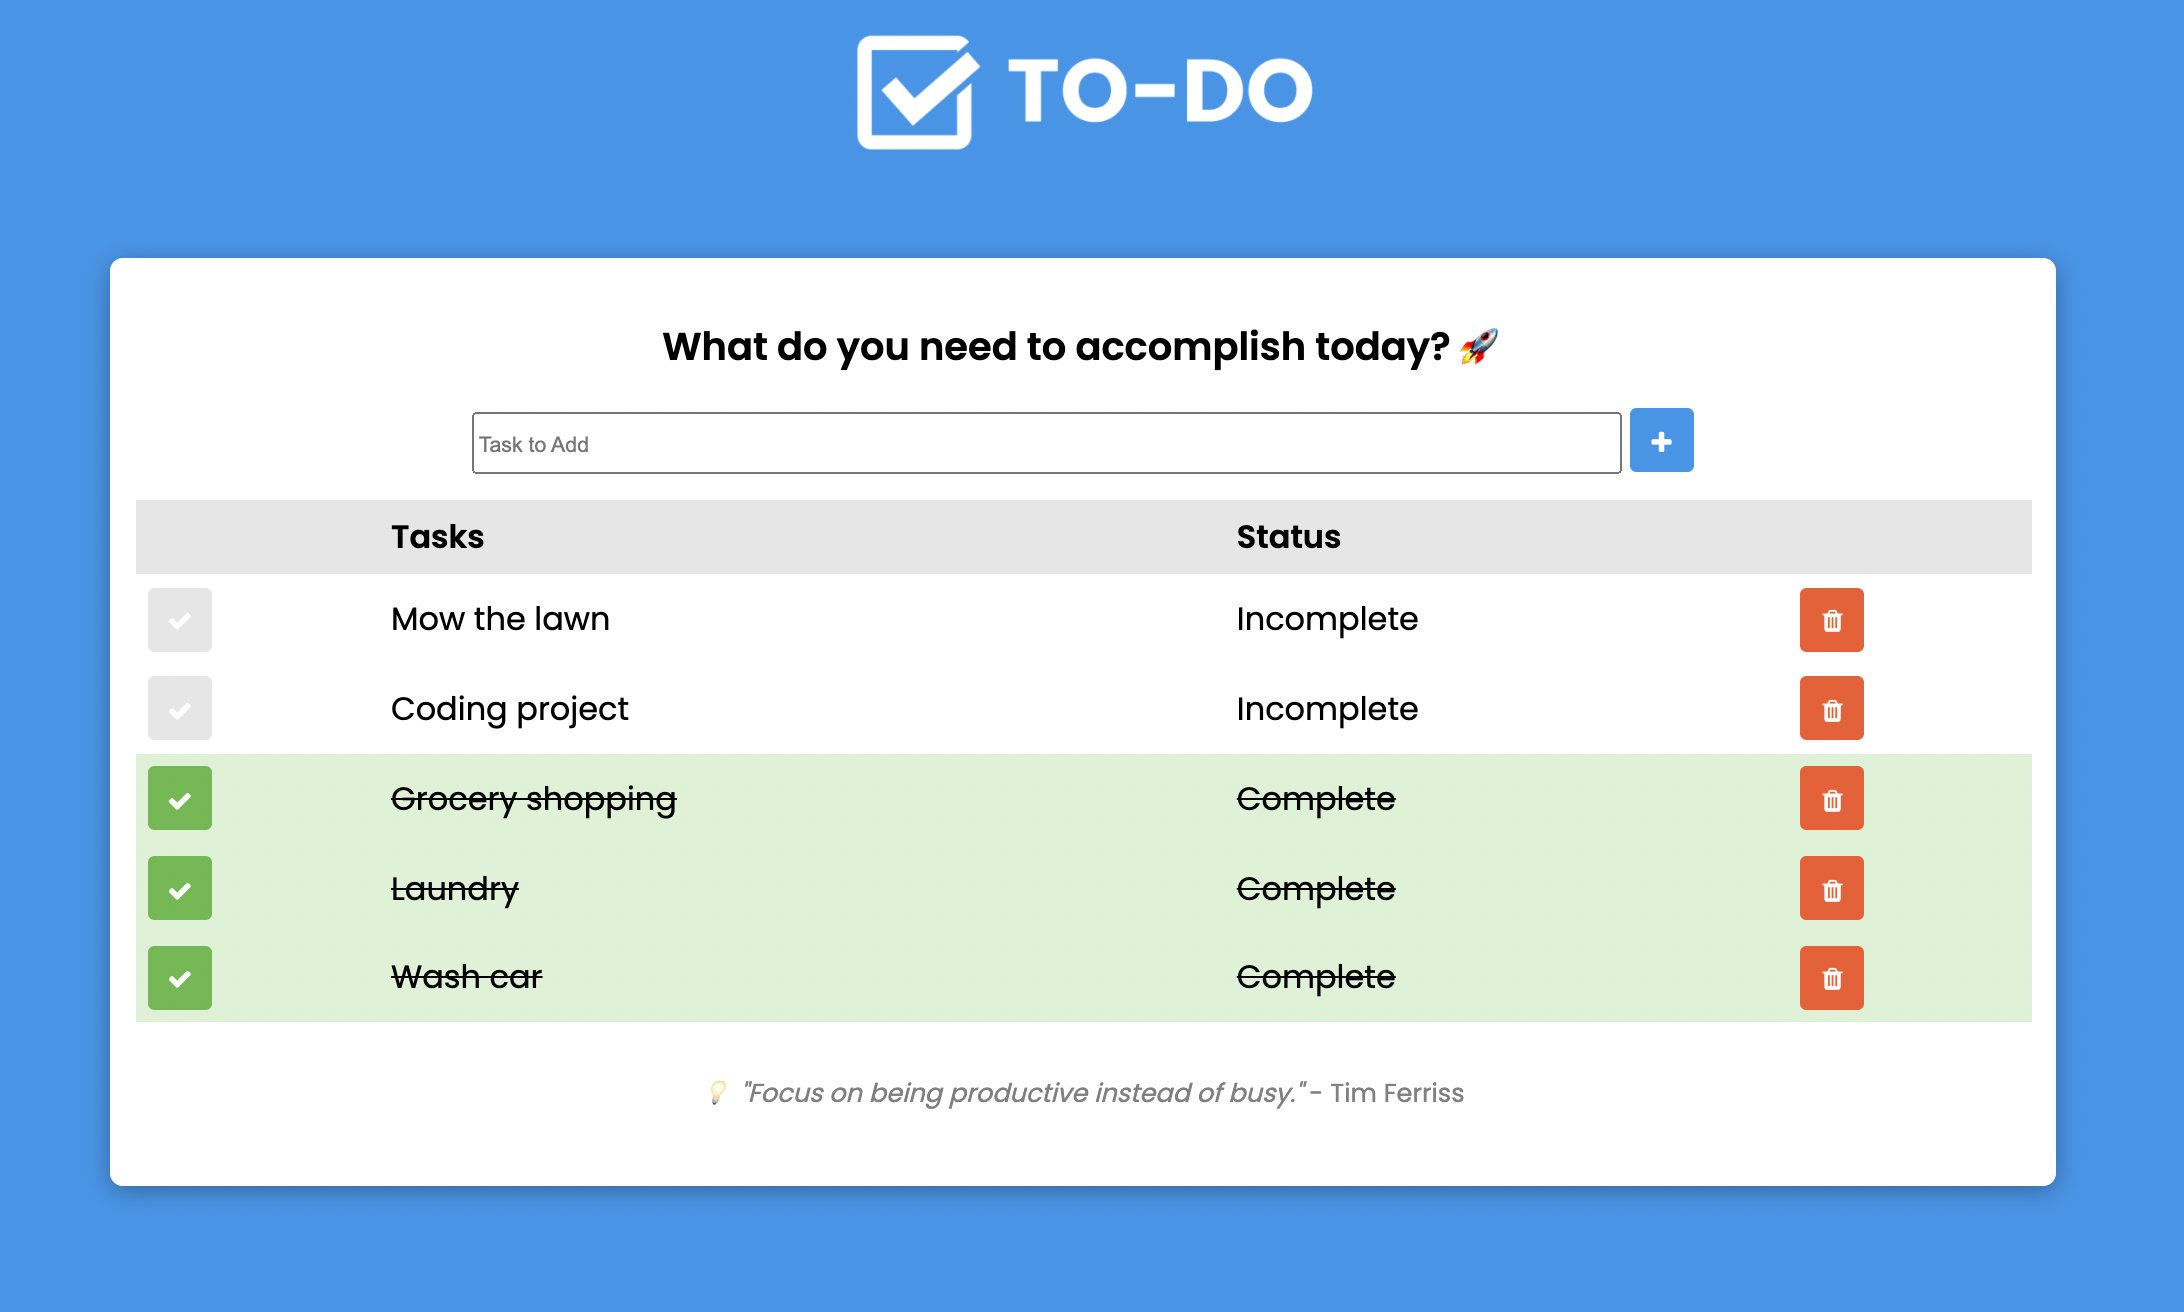 TO-DO
What do you need to accomplish today? 🚀
Task to Add
Tasks Status
Mow the lawn Incomplete
Coding project Incomplete
Grocery shopping Complete
Laundry Complete
Wash car Complete
💡 "Focus on being productive instead of busy." - Tim Ferriss